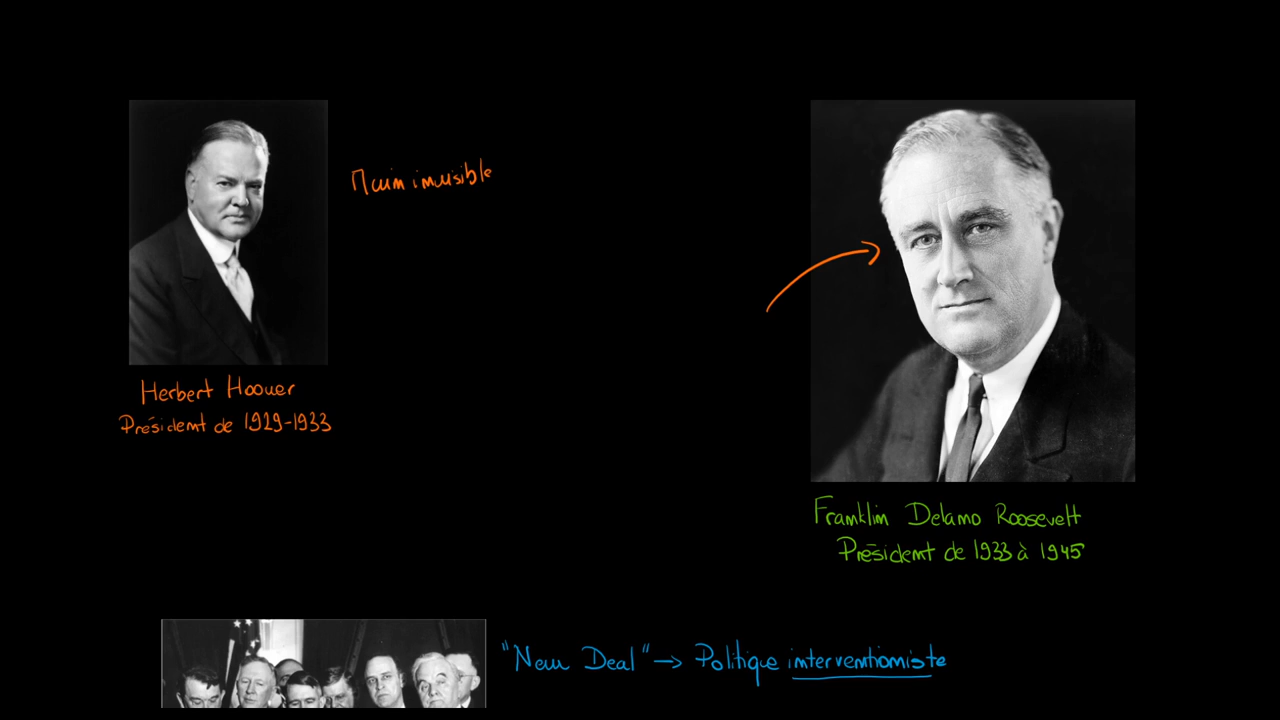 Main invisible
Herbert Hoover
Président de 1929-1933
Franklin Delano Roosevelt
Président de 1933 à 1945
"New Deal" → Politique interventionniste